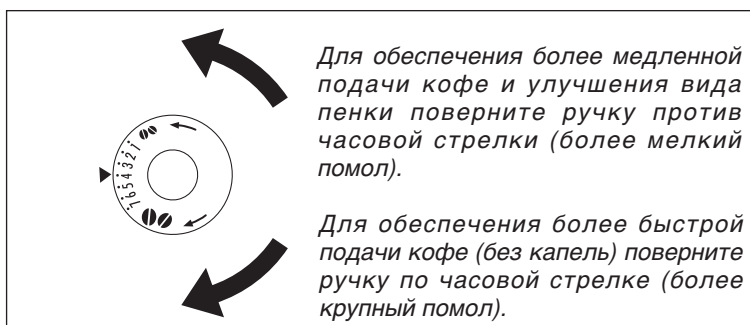 Для обеспечения более медленной
подачи кофе и улучшения вида
пенки поверните ручку против
часовой стрелки (более мелкий
помол).
Для обеспечения более быстрой
подачи кофе (без капель) поверните
ручку по часовой стрелке (более
крупный помол).
7654321